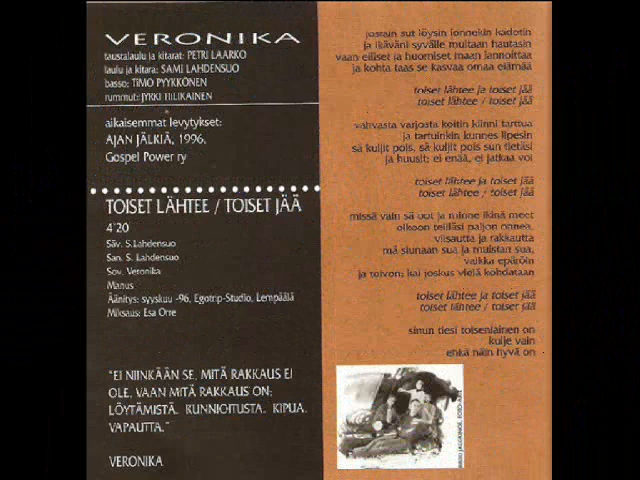 VERONIKA
taustalaulu ja kitarat: PETRI LAARKO
laulu ja kitara: SAMI LAHDENSUO
basso: TIMO PYYKKÖNEN
rummut: JYRKI TIILIKAINEN
aikaisemmat levytykset:
AJAN JÄLKIÄ, 1996,
Gospel Power ry
TOISET LÄHTEE / TOISET JÄÄ
4'20
Säv. S.Lahdensuo
San. S. Lahdensuo
Sov. Veronika
Manus
Äänitys: syyskuu -96, Egotrip-Studio, Lempäälä
Miksaus: Esa Orre
"EI NIINKÄÄN SE, MITÄ RAKKAUS EI
OLE, VAAN MITÄ RAKKAUS ON;
LÖYTÄMISTÄ. KUNNIOITUSTA. KIPUA.
VAPAUTTA."
VERONIKA
jostain sut löysin jonnekin kadotin
ja ikäväni syvälle multaan hautasin
vaan eiliset ja huomiset maan lannoittaa
ja kohta taas se kasvaa omaa elämää
toiset lähtee ja toiset jää
toiset lähtee / toiset jää
vahvasta varjosta koitin kiinni tarttua
ja tartuinkin kunnes lipesin
sä kuljit pois, sä kuljit pois sun tietäsi
ja huusit; ei enää, ei jatkaa voi
toiset lähtee ja toiset jää
toiset lähtee / toiset jää
missä vain sä oot ja minne ikinä meet
olkoon teilläsi paljon onnea,
viisautta ja rakkautta
mä siunaan sua ja muistan sua,
vaikka epäröin
ja toivon; kai joskus vielä kohdataan
toiset lähtee ja toiset jää
toiset lähtee / toiset jää
sinun tiesi toisenlainen on
kulje vain
ehkä näin hyvä on